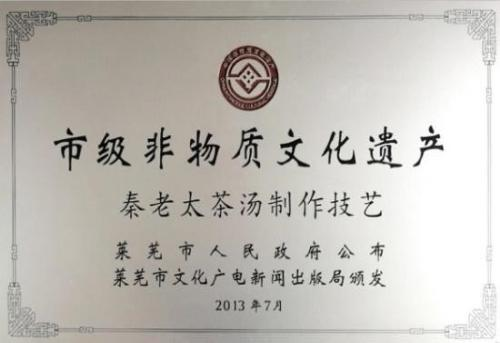 市级非物质文化遗产
秦老太茶汤制作技艺
莱芜市人民政府公布
莱芜市文化广电新闻出版局颁发
2013年7月